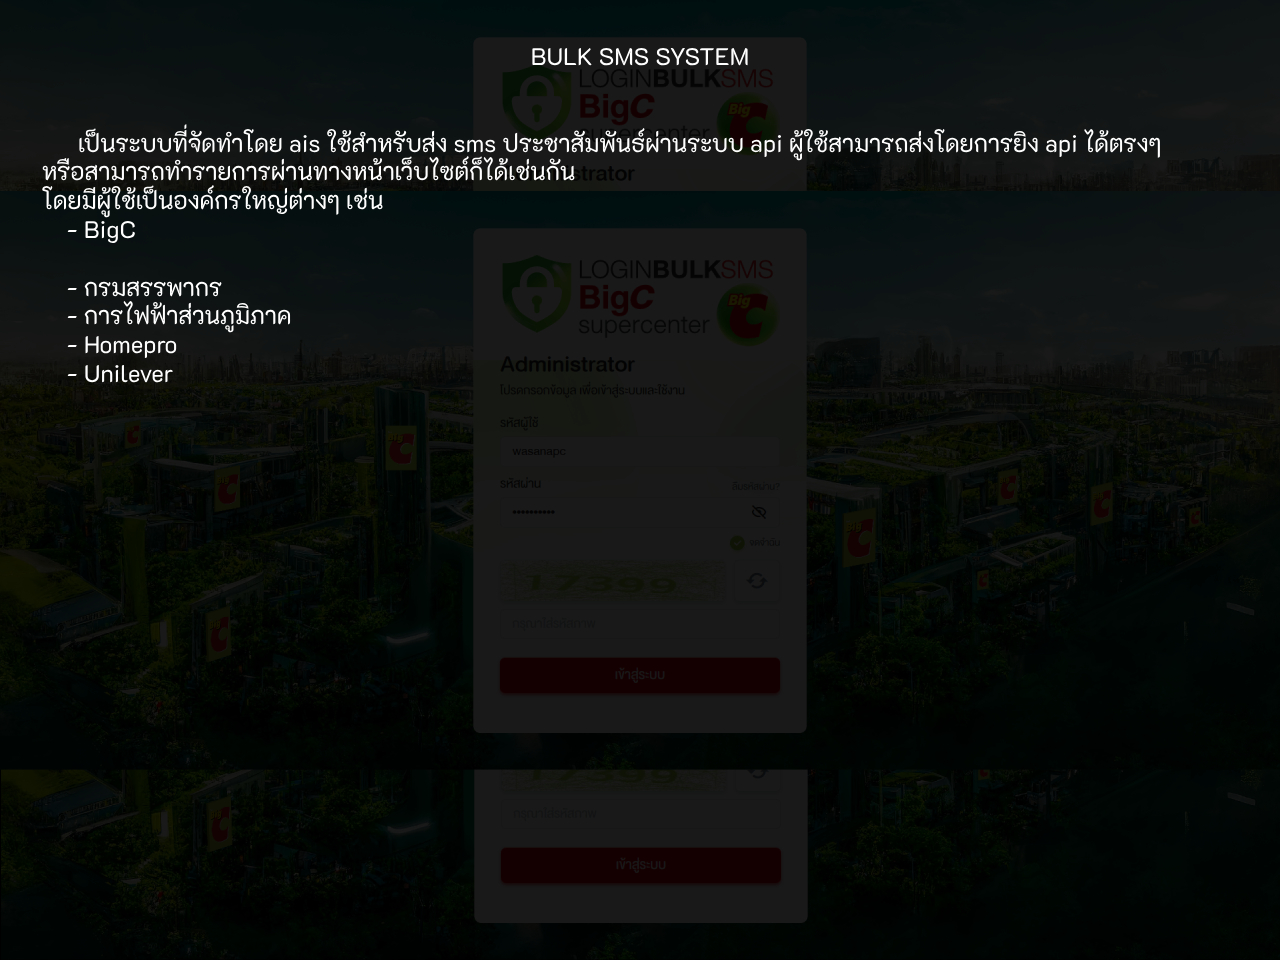 BULK SMS SYSTEM
LOGINBULKSMS
BigC
supercenter
Big
Administrator
เป็นระบบที่จัดทำโดย ais ใช้สำหรับส่ง sms ประชาสัมพันธ์ผ่านระบบ api ผู้ใช้สามารถส่งโดยการยิง api ได้ตรงๆ
หรือสามารถทำรายการผ่านทางหน้าเว็บไซต์ก็ได้เช่นกัน
โดยมีผู้ใช้เป็นองค์กรใหญ่ต่างๆ เช่น
- BigC
- กรมสรรพากร
- การไฟฟ้าส่วนภูมิภาค
- Homepro
- Unilever
LOGINBULKSMS
BigC
supercenter
Big
Administrator
โปรดกรอกข้อมูล เพื่อเข้าสู่ระบบและใช้งาน
รหัสผู้ใช้
wasanapc
รหัสผ่าน
ลืมรหัสผ่าน?
จดจำฉัน
17399
เข้าสู่ระบบ
เข้าสู่ระบบ